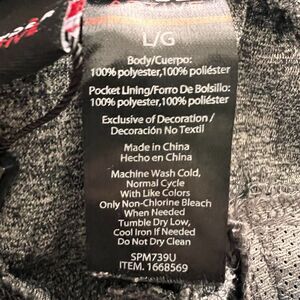 L/G
Body/Cuerpo:
100% polyester,100% poliéster
Pocket Lining/Forro De Bolsillo:
100% polyester,100% poliéster
Exclusive of Decoration /
Decoración No Textil
Made in China
Hecho en China
Machine Wash Cold,
Normal Cycle
With Like Colors
Only Non-Chlorine Bleach
When Needed
Tumble Dry Low,
Cool Iron If Needed
Do Not Dry Clean
SPM739U
ITEM. 1668569